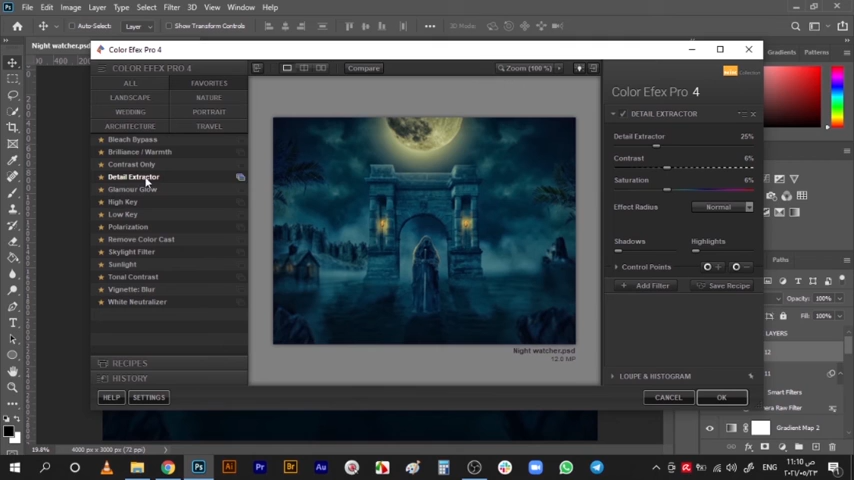 File Edit Image Layer Type Select Filter 3D View Window Help
Auto-Select: Layer Show Transform Controls 3D Mode:
Night watcher.psd
Color Efex Pro 4
COLOR EFEX PRO 4
ALL FAVORITES
LANDSCAPE NATURE
WEDDING PORTRAIT
ARCHITECTURE TRAVEL
Bleach Bypass
Brilliance / Warmth
Contrast Only
Detail Extractor
Glamour Glow
High Key
Low Key
Polarization
Remove Color Cast
Skylight Filter
Sunlight
Tonal Contrast
Vignette: Blur
White Neutralizer
RECIPES
HISTORY
HELP SETTINGS
Compare
Zoom (100 %)
Night watcher.psd
12.0 MP
Collection
Color Efex Pro 4
DETAIL EXTRACTOR
Detail Extractor 25%
Contrast 6%
Saturation 6%
Effect Radius Normal
Shadows Highlights
Control Points
Add Filter Save Recipe
LOUPE & HISTOGRAM
CANCEL OK
Gradients Patterns
Paths
Opacity: 100%
Fill: 100%
LAYERS
12
11
Smart Filters
Gradient Map 2
19.8% 4000 px x 3000 px (72 ppi)
ENG
ص 11:10